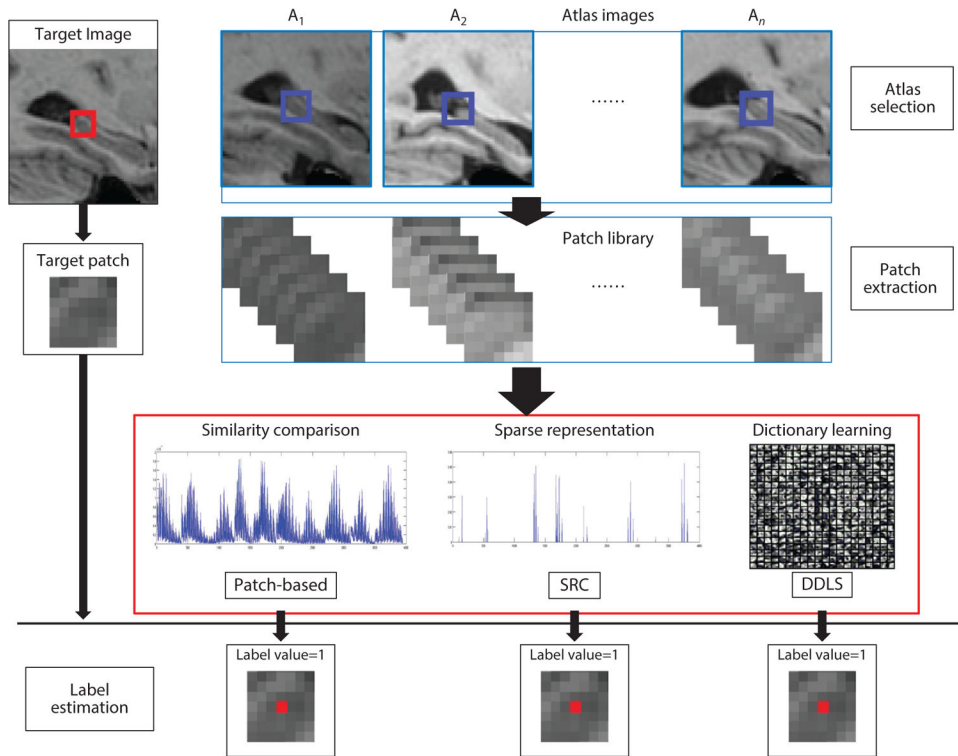 Target Image
A1
A2
Atlas images
An
......
Atlas
selection
Target patch
Patch library
......
Patch
extraction
Similarity comparison
Sparse representation
Dictionary learning
Patch-based
SRC
DDLS
Label
estimation
Label value=1
Label value=1
Label value=1